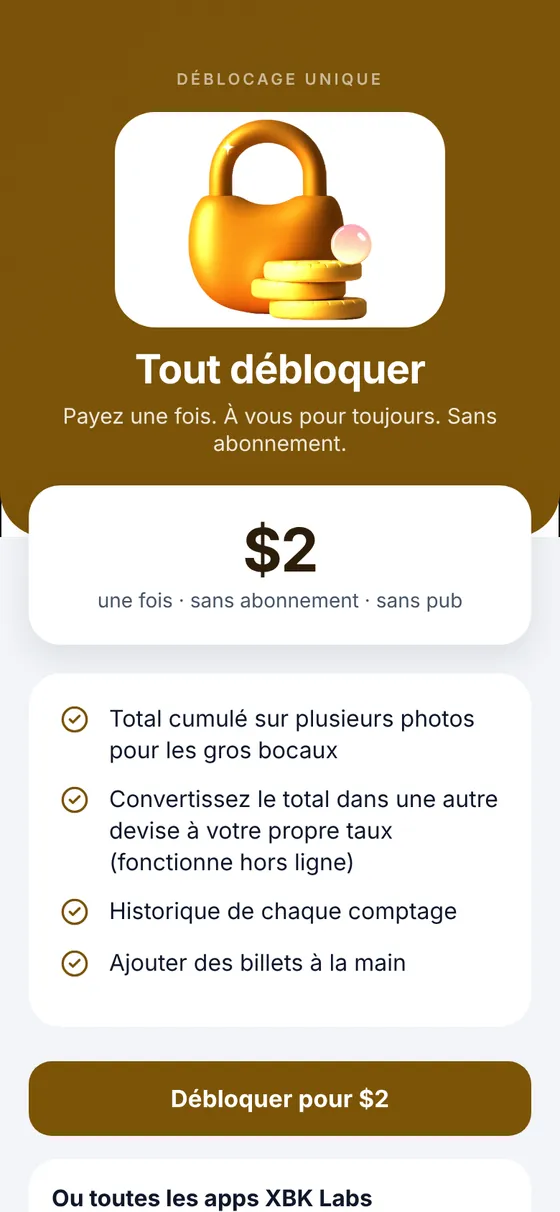 DÉBLOCAGE UNIQUE
Tout débloquer
Payez une fois. À vous pour toujours. Sans
abonnement.
$2
une fois · sans abonnement · sans pub
Total cumulé sur plusieurs photos
pour les gros bocaux
Convertissez le total dans une autre
devise à votre propre taux
(fonctionne hors ligne)
Historique de chaque comptage
Ajouter des billets à la main
Débloquer pour $2
Ou toutes les apps XBK Labs